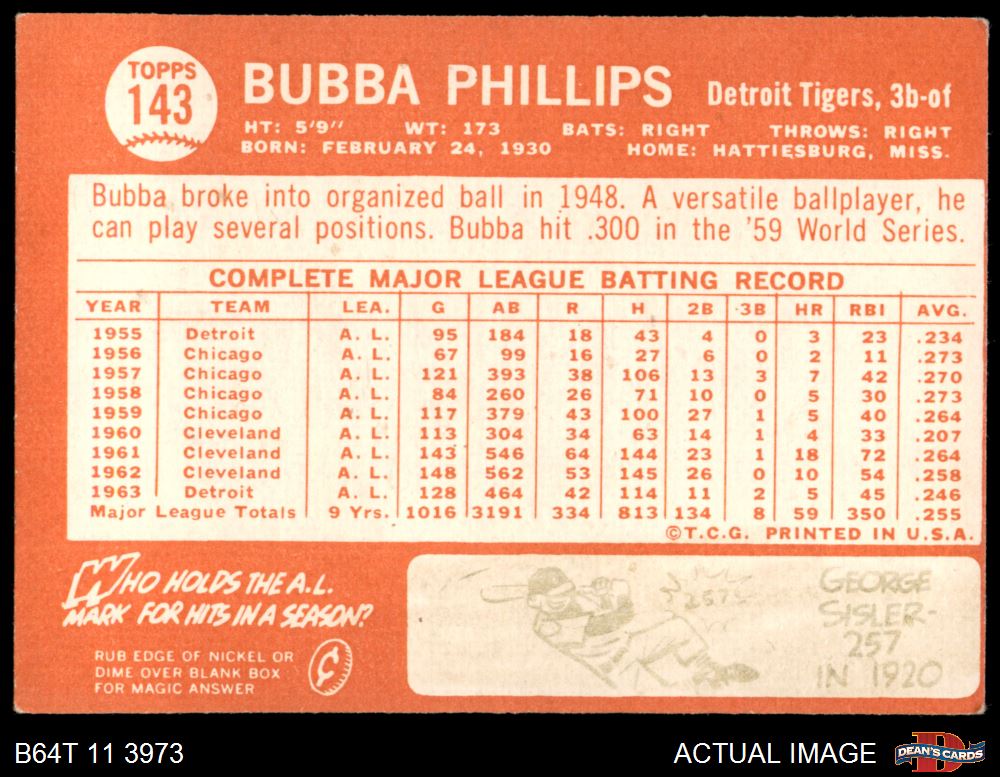 TOPPS
143
BUBBA PHILLIPS Detroit Tigers, 3b-of
HT: 5'9" WT: 173 BATS: RIGHT THROWS: RIGHT
BORN: FEBRUARY 24, 1930 HOME: HATTIESBURG, MISS.
Bubba broke into organized ball in 1948. A versatile ballplayer, he
can play several positions. Bubba hit .300 in the '59 World Series.
COMPLETE MAJOR LEAGUE BATTING RECORD
YEAR TEAM LEA. G AB R H 2B 3B HR RBI AVG.
1955 Detroit A. L. 95 184 18 43 4 0 3 23 .234
1956 Chicago A. L. 67 99 16 27 6 0 2 11 .273
1957 Chicago A. L. 121 393 38 106 13 3 7 42 .270
1958 Chicago A. L. 84 260 26 71 10 0 5 30 .273
1959 Chicago A. L. 117 379 43 100 27 1 5 40 .264
1960 Cleveland A. L. 113 304 34 63 14 1 4 33 .207
1961 Cleveland A. L. 143 546 64 144 23 1 18 72 .264
1962 Cleveland A. L. 148 562 53 145 26 0 10 54 .258
1963 Detroit A. L. 128 464 42 114 11 2 5 45 .246
Major League Totals 9 Yrs. 1016 3191 334 813 134 8 59 350 .255
©T.C.G. PRINTED IN U.S.A.
WHO HOLDS THE A.L.
MARK FOR HITS IN A SEASON?
RUB EDGE OF NICKEL OR
DIME OVER BLANK BOX
FOR MAGIC ANSWER
¢
257
GEORGE
SISLER-
257
IN 1920
B64T 11 3973 ACTUAL IMAGE
D
DEAN'S CARDS